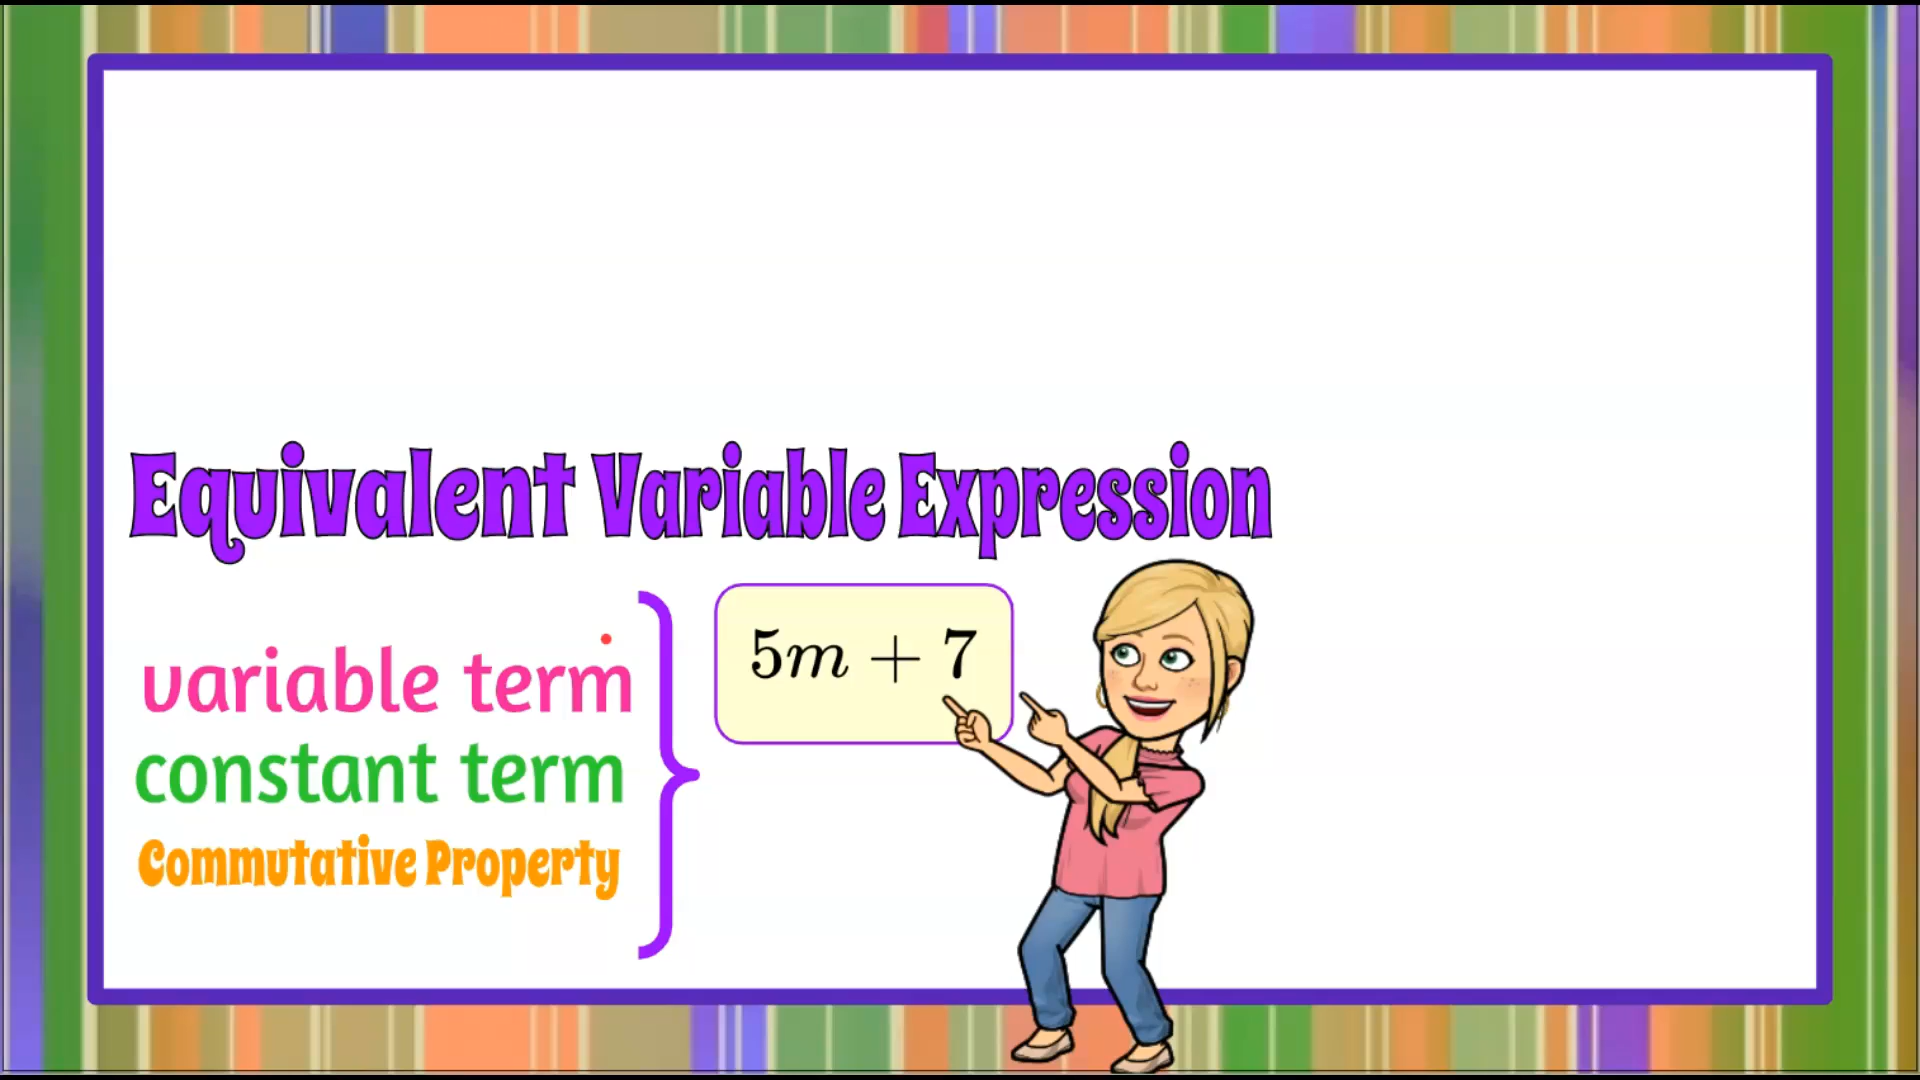 Equivalent Variable Expression
variable term
constant term
Commutative Property
5m + 7